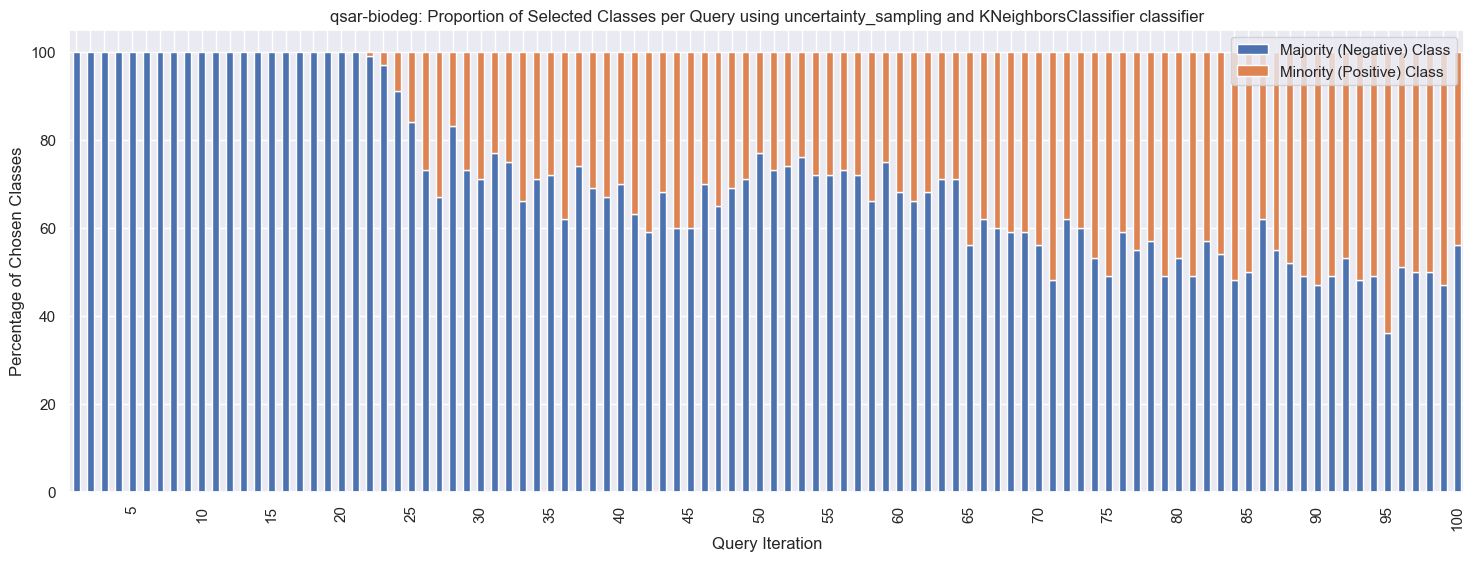 qsar-biodeg: Proportion of Selected Classes per Query using uncertainty_sampling and KNeighborsClassifier classifier
Majority (Negative) Class
Minority (Positive) Class
Percentage of Chosen Classes
100
80
60
40
20
0
5 10 15 20 25 30 35 40 45 50 55 60 65 70 75 80 85 90 95 100
Query Iteration